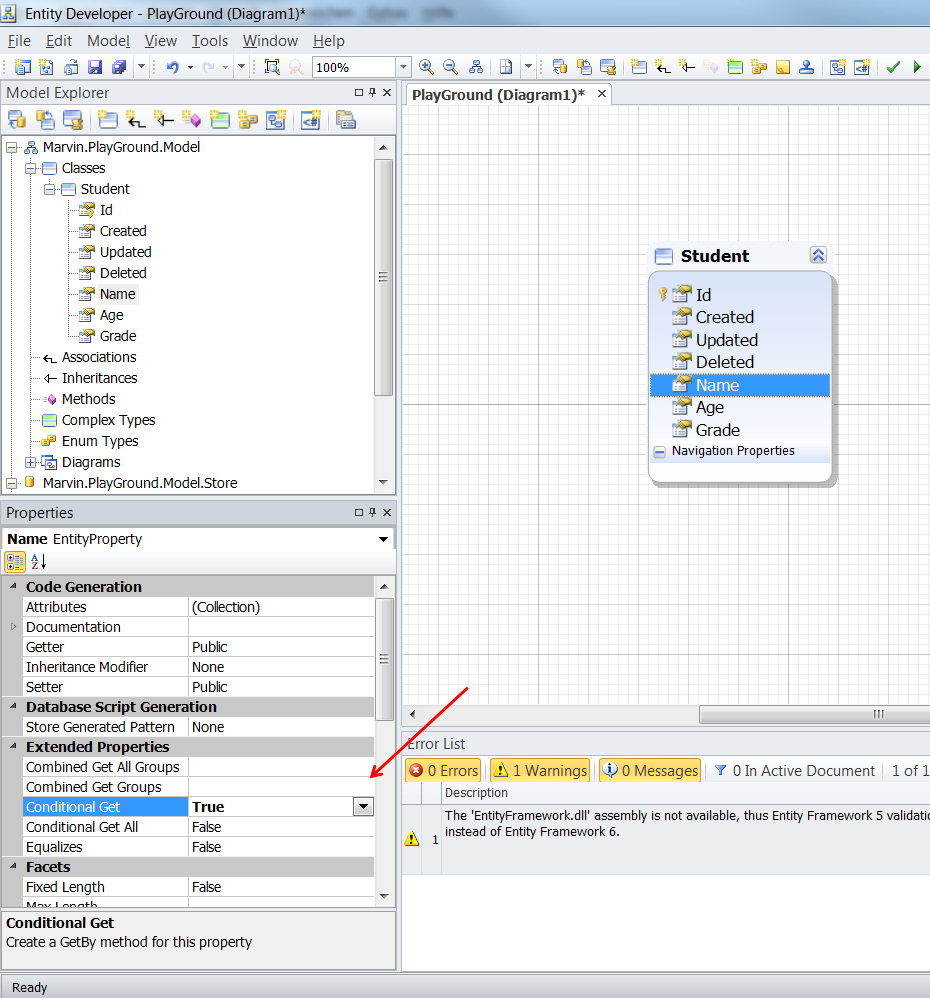 Entity Developer - PlayGround (Diagram1)*
File Edit Model View Tools Window Help
100%
Model Explorer
Marvin.PlayGround.Model
Classes
Student
Id
Created
Updated
Deleted
Name
Age
Grade
Associations
Inheritances
Methods
Complex Types
Enum Types
Diagrams
Marvin.PlayGround.Model.Store
PlayGround (Diagram1)*
Student
Id
Created
Updated
Deleted
Name
Age
Grade
Navigation Properties
Properties
Name EntityProperty
Code Generation
Attributes (Collection)
Documentation
Getter Public
Inheritance Modifier None
Setter Public
Database Script Generation
Store Generated Pattern None
Extended Properties
Combined Get All Groups
Combined Get Groups
Conditional Get True
Conditional Get All False
Equalizes False
Facets
Fixed Length False
Max Length
Conditional Get
Create a GetBy method for this property
Error List
0 Errors 1 Warnings 0 Messages 0 In Active Document 1 of 1
Description
1 The 'EntityFramework.dll' assembly is not available, thus Entity Framework 5 validatio
instead of Entity Framework 6.
Ready